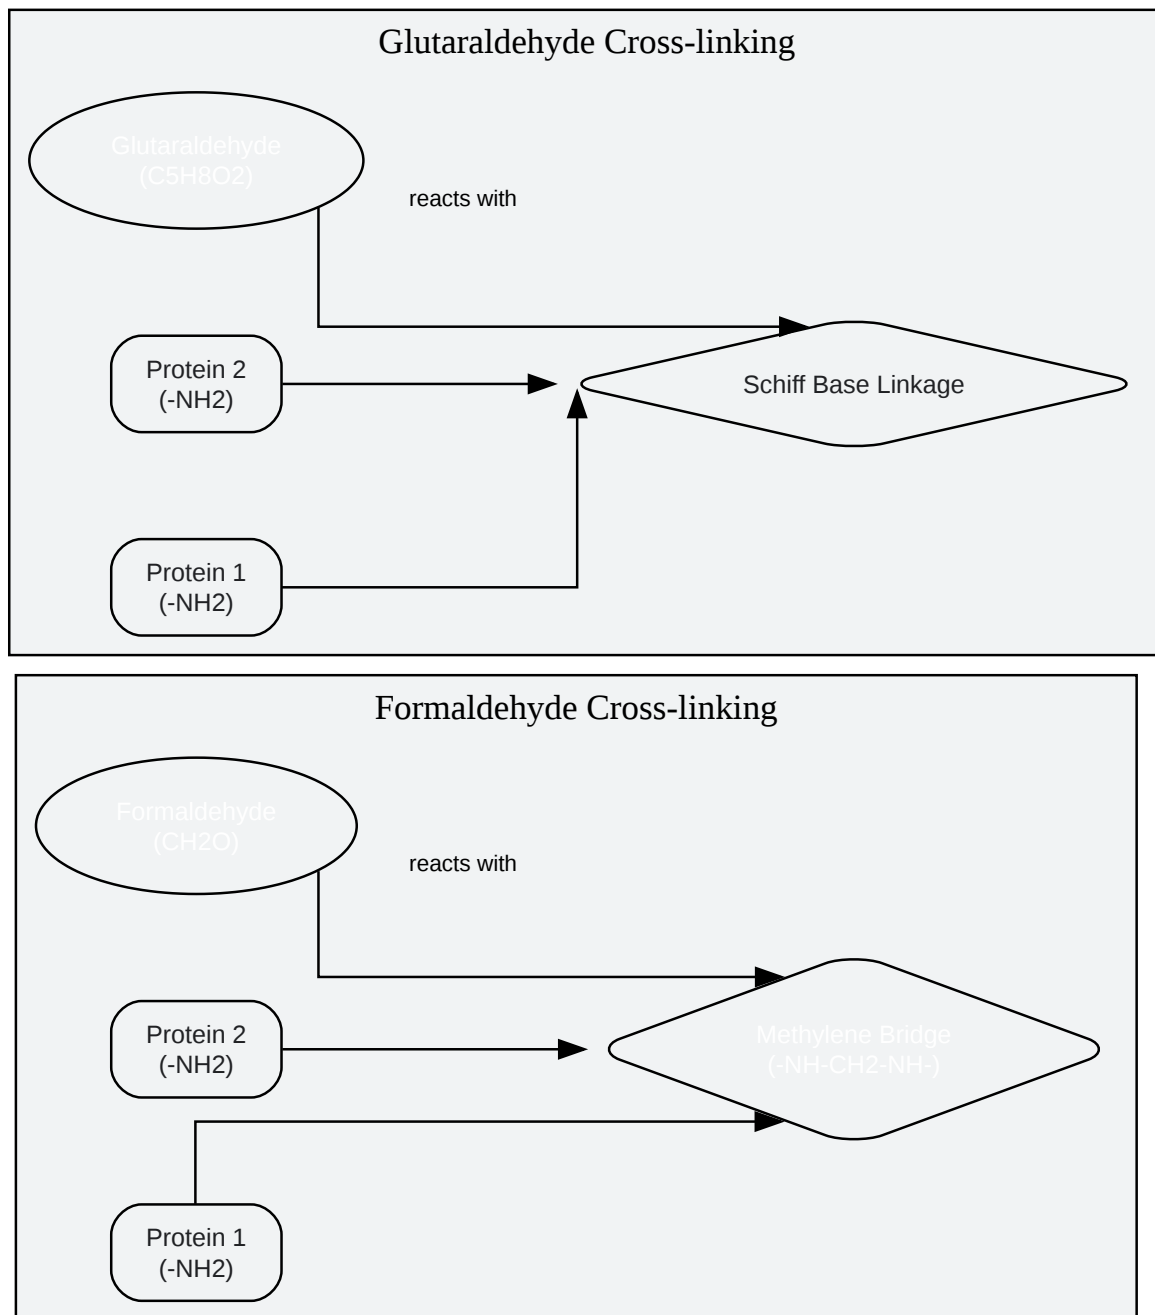 Glutaraldehyde Cross-linking
Glutaraldehyde
(C5H8O2)
reacts with
Protein 2
(-NH2)
Schiff Base Linkage
Protein 1
(-NH2)
Formaldehyde Cross-linking
Formaldehyde
(CH2O)
reacts with
Protein 2
(-NH2)
Methylene Bridge
(-NH-CH2-NH-)
Protein 1
(-NH2)